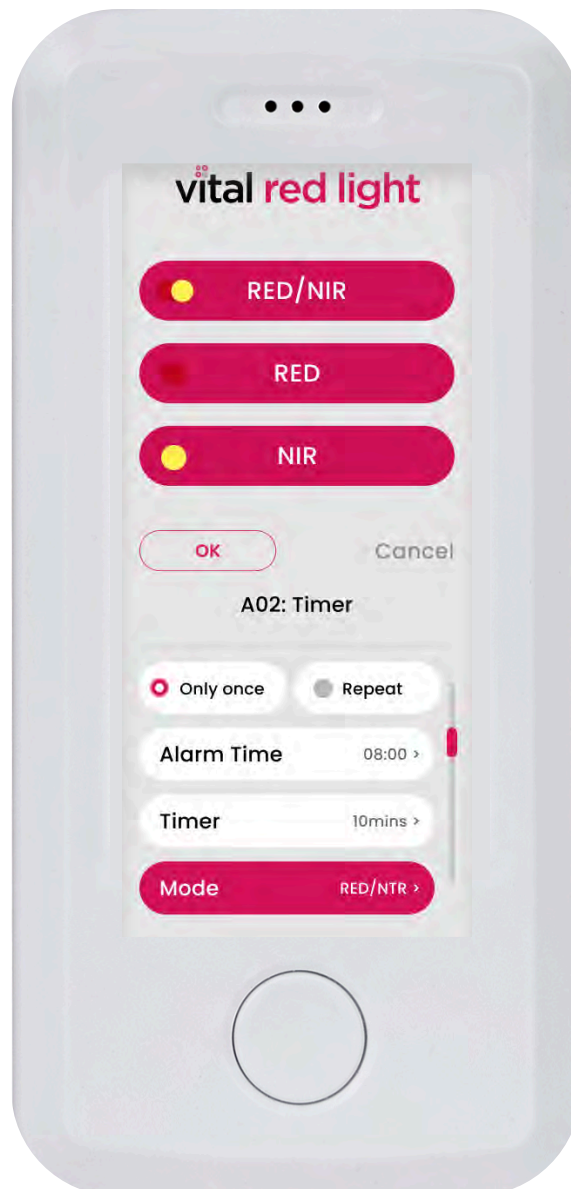 vital red light
RED/NIR
RED
NIR
OK Cancel
A02: Timer
Only once Repeat
Alarm Time 08:00 >
Timer 10mins >
Mode RED/NTR >